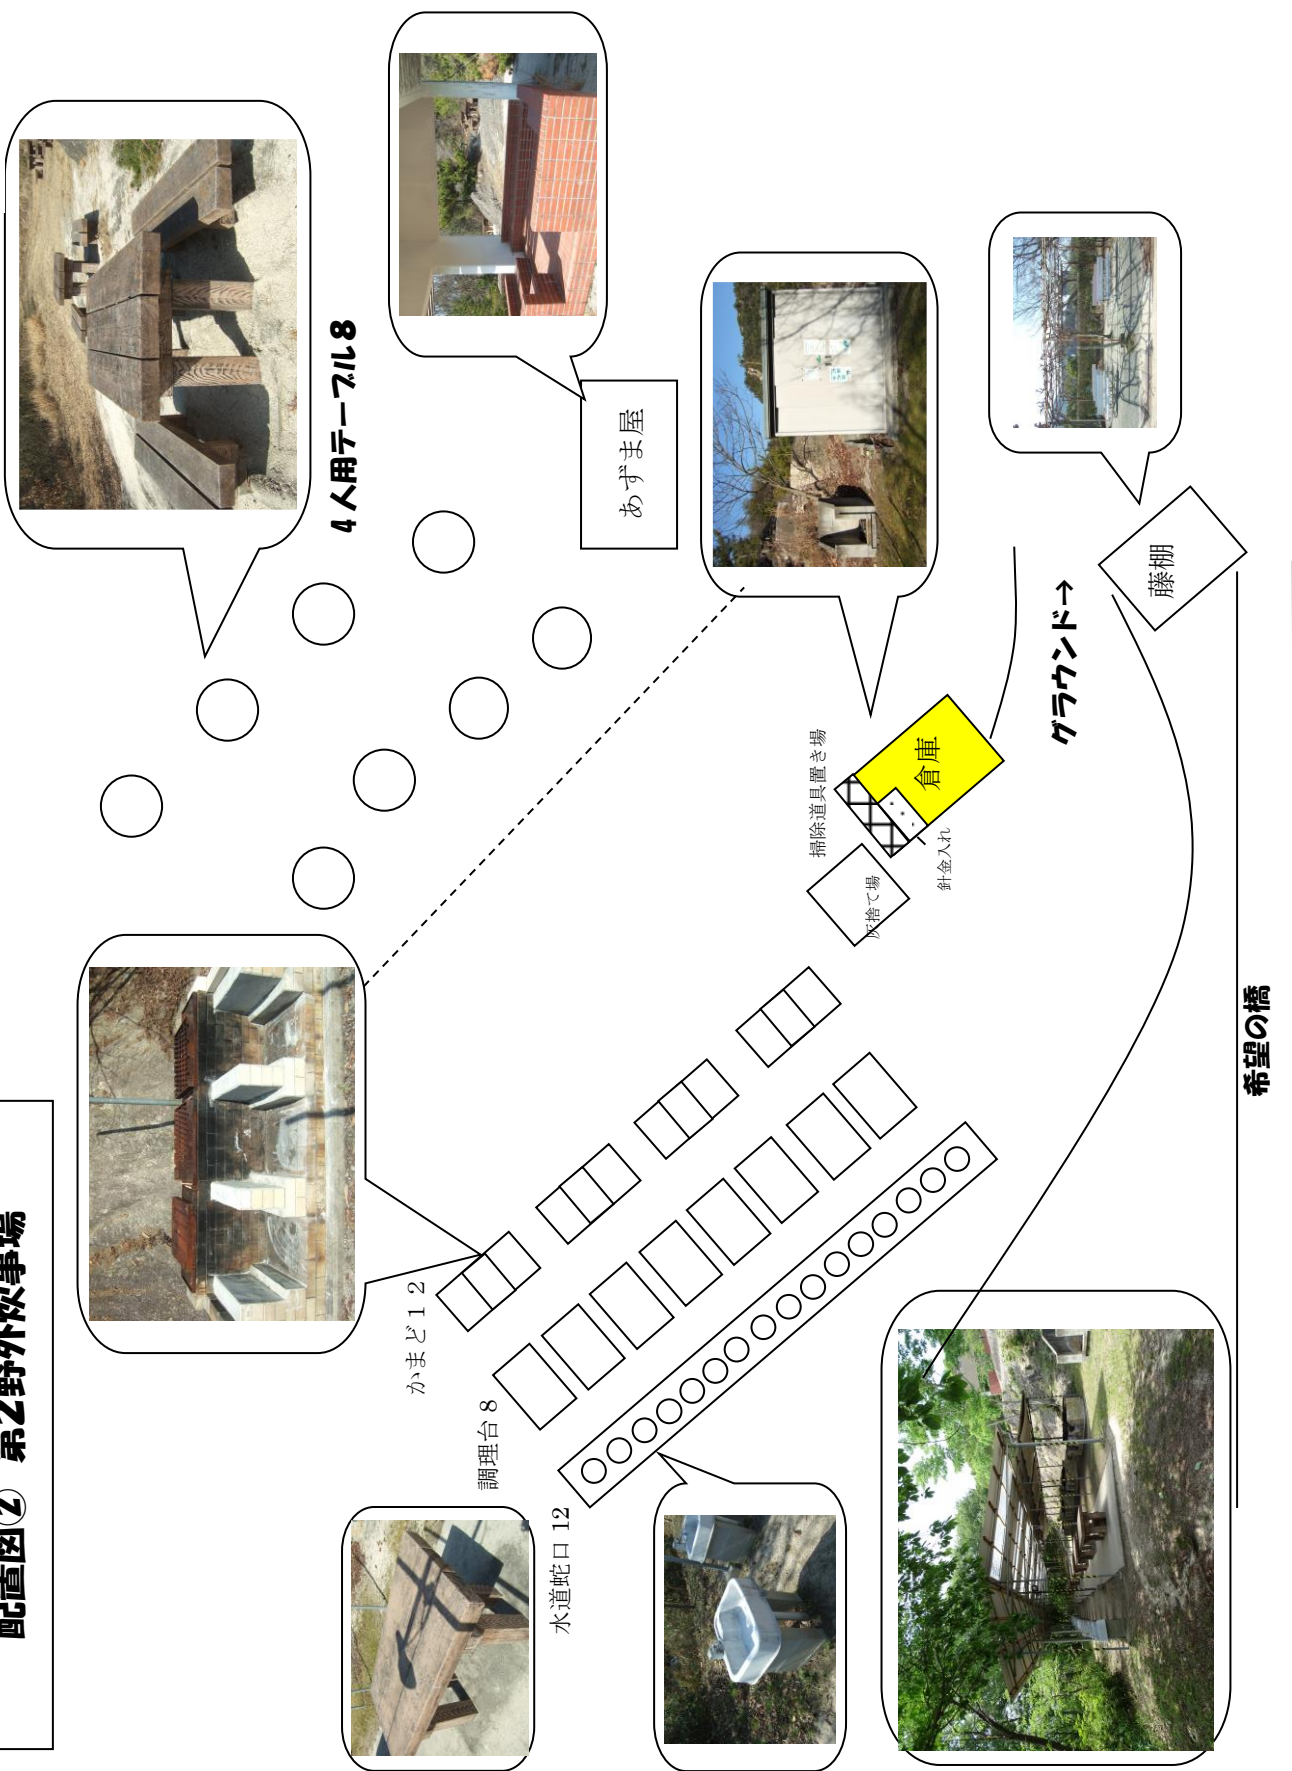 配置図② 第2野外炊事場
4人用テーブル8
あずま屋
かまど12
調理台8
水道蛇口12
掃除道具置き場
倉庫
灰捨て場
針金入れ
グラウンド→
藤棚
希望の橋